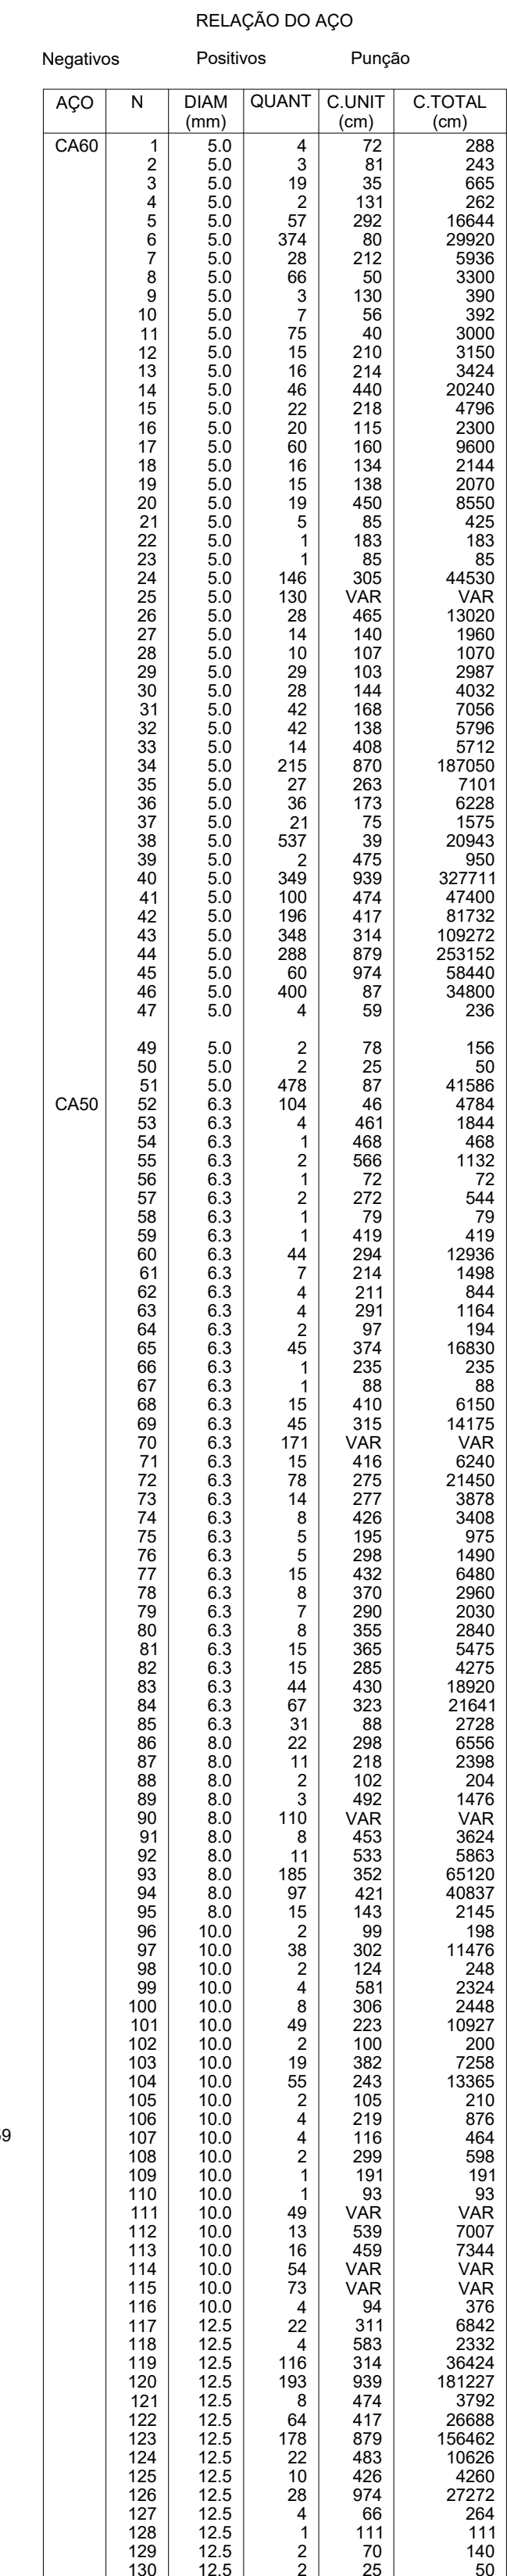 RELAÇÃO DO AÇO
Negativos Positivos Punção
AÇO N DIAM QUANT C.UNIT C.TOTAL
(mm) (cm) (cm)
CA60 1 5.0 4 72 288
2 5.0 3 81 243
3 5.0 19 35 665
4 5.0 2 131 262
5 5.0 57 292 16644
6 5.0 374 80 29920
7 5.0 28 212 5936
8 5.0 66 50 3300
9 5.0 3 130 390
10 5.0 7 56 392
11 5.0 75 40 3000
12 5.0 15 210 3150
13 5.0 16 214 3424
14 5.0 46 440 20240
15 5.0 22 218 4796
16 5.0 20 115 2300
17 5.0 60 160 9600
18 5.0 16 134 2144
19 5.0 15 138 2070
20 5.0 19 450 8550
21 5.0 5 85 425
22 5.0 1 183 183
23 5.0 1 85 85
24 5.0 146 305 44530
25 5.0 130 VAR VAR
26 5.0 28 465 13020
27 5.0 14 140 1960
28 5.0 10 107 1070
29 5.0 29 103 2987
30 5.0 28 144 4032
31 5.0 42 168 7056
32 5.0 42 138 5796
33 5.0 14 408 5712
34 5.0 215 870 187050
35 5.0 27 263 7101
36 5.0 36 173 6228
37 5.0 21 75 1575
38 5.0 537 39 20943
39 5.0 2 475 950
40 5.0 349 939 327711
41 5.0 100 474 47400
42 5.0 196 417 81732
43 5.0 348 314 109272
44 5.0 288 879 253152
45 5.0 60 974 58440
46 5.0 400 87 34800
47 5.0 4 59 236
49 5.0 2 78 156
50 5.0 2 25 50
51 5.0 478 87 41586
CA50 52 6.3 104 46 4784
53 6.3 4 461 1844
54 6.3 1 468 468
55 6.3 2 566 1132
56 6.3 1 72 72
57 6.3 2 272 544
58 6.3 1 79 79
59 6.3 1 419 419
60 6.3 44 294 12936
61 6.3 7 214 1498
62 6.3 4 211 844
63 6.3 4 291 1164
64 6.3 2 97 194
65 6.3 45 374 16830
66 6.3 1 235 235
67 6.3 1 88 88
68 6.3 15 410 6150
69 6.3 45 315 14175
70 6.3 171 VAR VAR
71 6.3 15 416 6240
72 6.3 78 275 21450
73 6.3 14 277 3878
74 6.3 8 426 3408
75 6.3 5 195 975
76 6.3 5 298 1490
77 6.3 15 432 6480
78 6.3 8 370 2960
79 6.3 7 290 2030
80 6.3 8 355 2840
81 6.3 15 365 5475
82 6.3 15 285 4275
83 6.3 44 430 18920
84 6.3 67 323 21641
85 6.3 31 88 2728
86 8.0 22 298 6556
87 8.0 11 218 2398
88 8.0 2 102 204
89 8.0 3 492 1476
90 8.0 110 VAR VAR
91 8.0 8 453 3624
92 8.0 11 533 5863
93 8.0 185 352 65120
94 8.0 97 421 40837
95 8.0 15 143 2145
96 10.0 2 99 198
97 10.0 38 302 11476
98 10.0 2 124 248
99 10.0 4 581 2324
100 10.0 8 306 2448
101 10.0 49 223 10927
102 10.0 2 100 200
103 10.0 19 382 7258
104 10.0 55 243 13365
105 10.0 2 105 210
106 10.0 4 219 876
107 10.0 4 116 464
108 10.0 2 299 598
109 10.0 1 191 191
110 10.0 1 93 93
111 10.0 49 VAR VAR
112 10.0 13 539 7007
113 10.0 16 459 7344
114 10.0 54 VAR VAR
115 10.0 73 VAR VAR
116 10.0 4 94 376
117 12.5 22 311 6842
118 12.5 4 583 2332
119 12.5 116 314 36424
120 12.5 193 939 181227
121 12.5 8 474 3792
122 12.5 64 417 26688
123 12.5 178 879 156462
124 12.5 22 483 10626
125 12.5 10 426 4260
126 12.5 28 974 27272
127 12.5 4 66 264
128 12.5 1 111 111
129 12.5 2 70 140
130 12.5 2 25 50